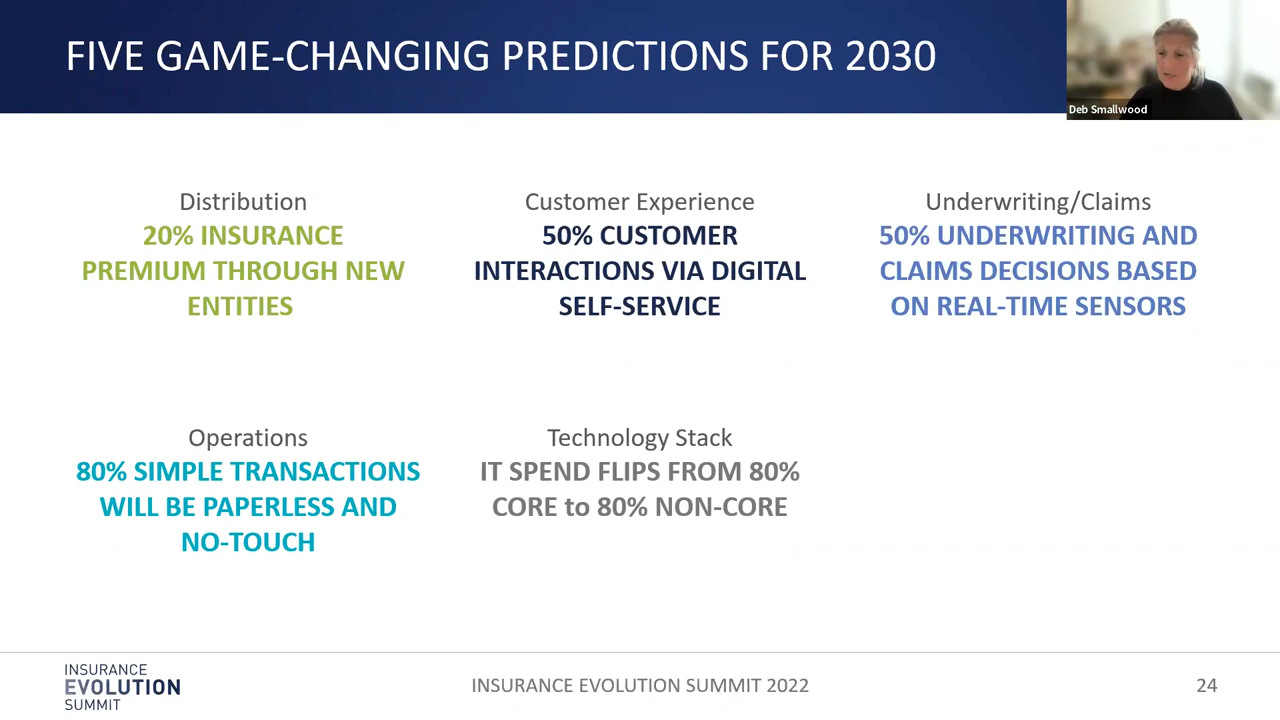 FIVE GAME-CHANGING PREDICTIONS FOR 2030
Deb Smallwood
Distribution
20% INSURANCE
PREMIUM THROUGH NEW
ENTITIES
Customer Experience
50% CUSTOMER
INTERACTIONS VIA DIGITAL
SELF-SERVICE
Underwriting/Claims
50% UNDERWRITING AND
CLAIMS DECISIONS BASED
ON REAL-TIME SENSORS
Operations
80% SIMPLE TRANSACTIONS
WILL BE PAPERLESS AND
NO-TOUCH
Technology Stack
IT SPEND FLIPS FROM 80%
CORE to 80% NON-CORE
INSURANCE
EVOLUTION
SUMMIT
INSURANCE EVOLUTION SUMMIT 2022
24